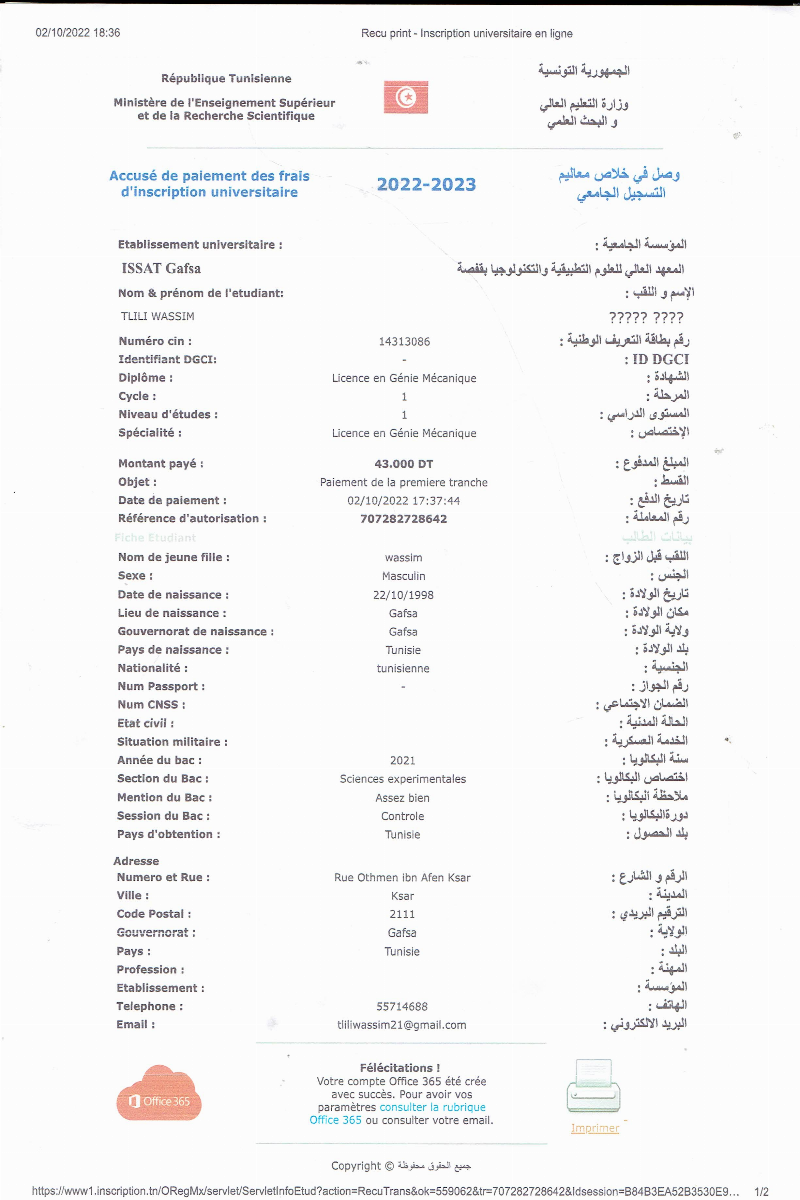 02/10/2022 18:36 Recu print - Inscription universitaire en ligne
République Tunisienne الجمهورية التونسية
Ministère de l'Enseignement Supérieur وزارة التعليم العالي
et de la Recherche Scientifique و البحث العلمي
Accusé de paiement des frais 2022-2023 وصل في خلاص معاليم
d'inscription universitaire التسجيل الجامعي
Etablissement universitaire : المؤسسة الجامعية :
ISSAT Gafsa المعهد العالي للعلوم التطبيقية والتكنولوجيا بقفصة
Nom & prénom de l'etudiant: الإسم و اللقب :
TLILI WASSIM ????? ????
Numéro cin : 14313086 رقم بطاقة التعريف الوطنية :
Identifiant DGCI: - ID DGCI :
Diplôme : Licence en Génie Mécanique الشهادة :
Cycle : 1 المرحلة :
Niveau d'études : 1 المستوى الدراسي :
Spécialité : Licence en Génie Mécanique الإختصاص :
Montant payé : 43.000 DT المبلغ المدفوع :
Objet : Paiement de la premiere tranche القسط :
Date de paiement : 02/10/2022 17:37:44 تاريخ الدفع :
Référence d'autorisation : 707282728642 رقم المعاملة :
Fiche Etudiant بيانات الطالب
Nom de jeune fille : wassim اللقب قبل الزواج :
Sexe : Masculin الجنس :
Date de naissance : 22/10/1998 تاريخ الولادة :
Lieu de naissance : Gafsa مكان الولادة :
Gouvernorat de naissance : Gafsa ولاية الولادة :
Pays de naissance : Tunisie بلد الولادة :
Nationalité : tunisienne الجنسية :
Num Passport : - رقم الجواز :
Num CNSS : الضمان الاجتماعي :
Etat civil : الحالة المدنية :
Situation militaire : الخدمة العسكرية :
Année du bac : 2021 سنة البكالويا :
Section du Bac : Sciences experimentales اختصاص البكالويا :
Mention du Bac : Assez bien ملاحظة البكالويا :
Session du Bac : Controle دورةالبكالويا :
Pays d'obtention : Tunisie بلد الحصول :
Adresse
Numero et Rue : Rue Othmen ibn Afen Ksar الرقم و الشارع :
Ville : Ksar المدينة :
Code Postal : 2111 الترقيم البريدي :
Gouvernorat : Gafsa الولاية :
Pays : Tunisie البلد :
Profession : المهنة :
Etablissement : المؤسسة :
Telephone : 55714688 الهاتف :
Email : tliliwassim21@gmail.com البريد الالكتروني :
Félécitations !
Votre compte Office 365 été crée
avec succès. Pour avoir vos
paramètres consulter la rubrique
Office 365 ou consulter votre email.
Office 365
Imprimer
Copyright © جميع الحقوق محفوظة
https://www1.inscription.tn/ORegMx/servlet/ServletInfoEtud?action=RecuTrans&ok=559062&tr=707282728642&Idsession=B84B3EA52B3530E9... 1/2